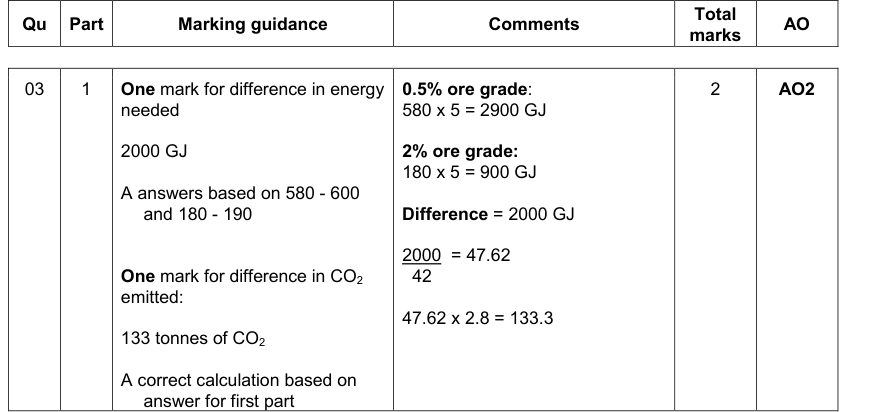 Qu Part Marking guidance Comments Total marks AO
03 1 One mark for difference in energy needed
2000 GJ
A answers based on 580 - 600
and 180 - 190
One mark for difference in CO₂
emitted:
133 tonnes of CO₂
A correct calculation based on
answer for first part
0.5% ore grade:
580 x 5 = 2900 GJ
2% ore grade:
180 x 5 = 900 GJ
Difference = 2000 GJ
2000 = 47.62
42
47.62 x 2.8 = 133.3
2 AO2